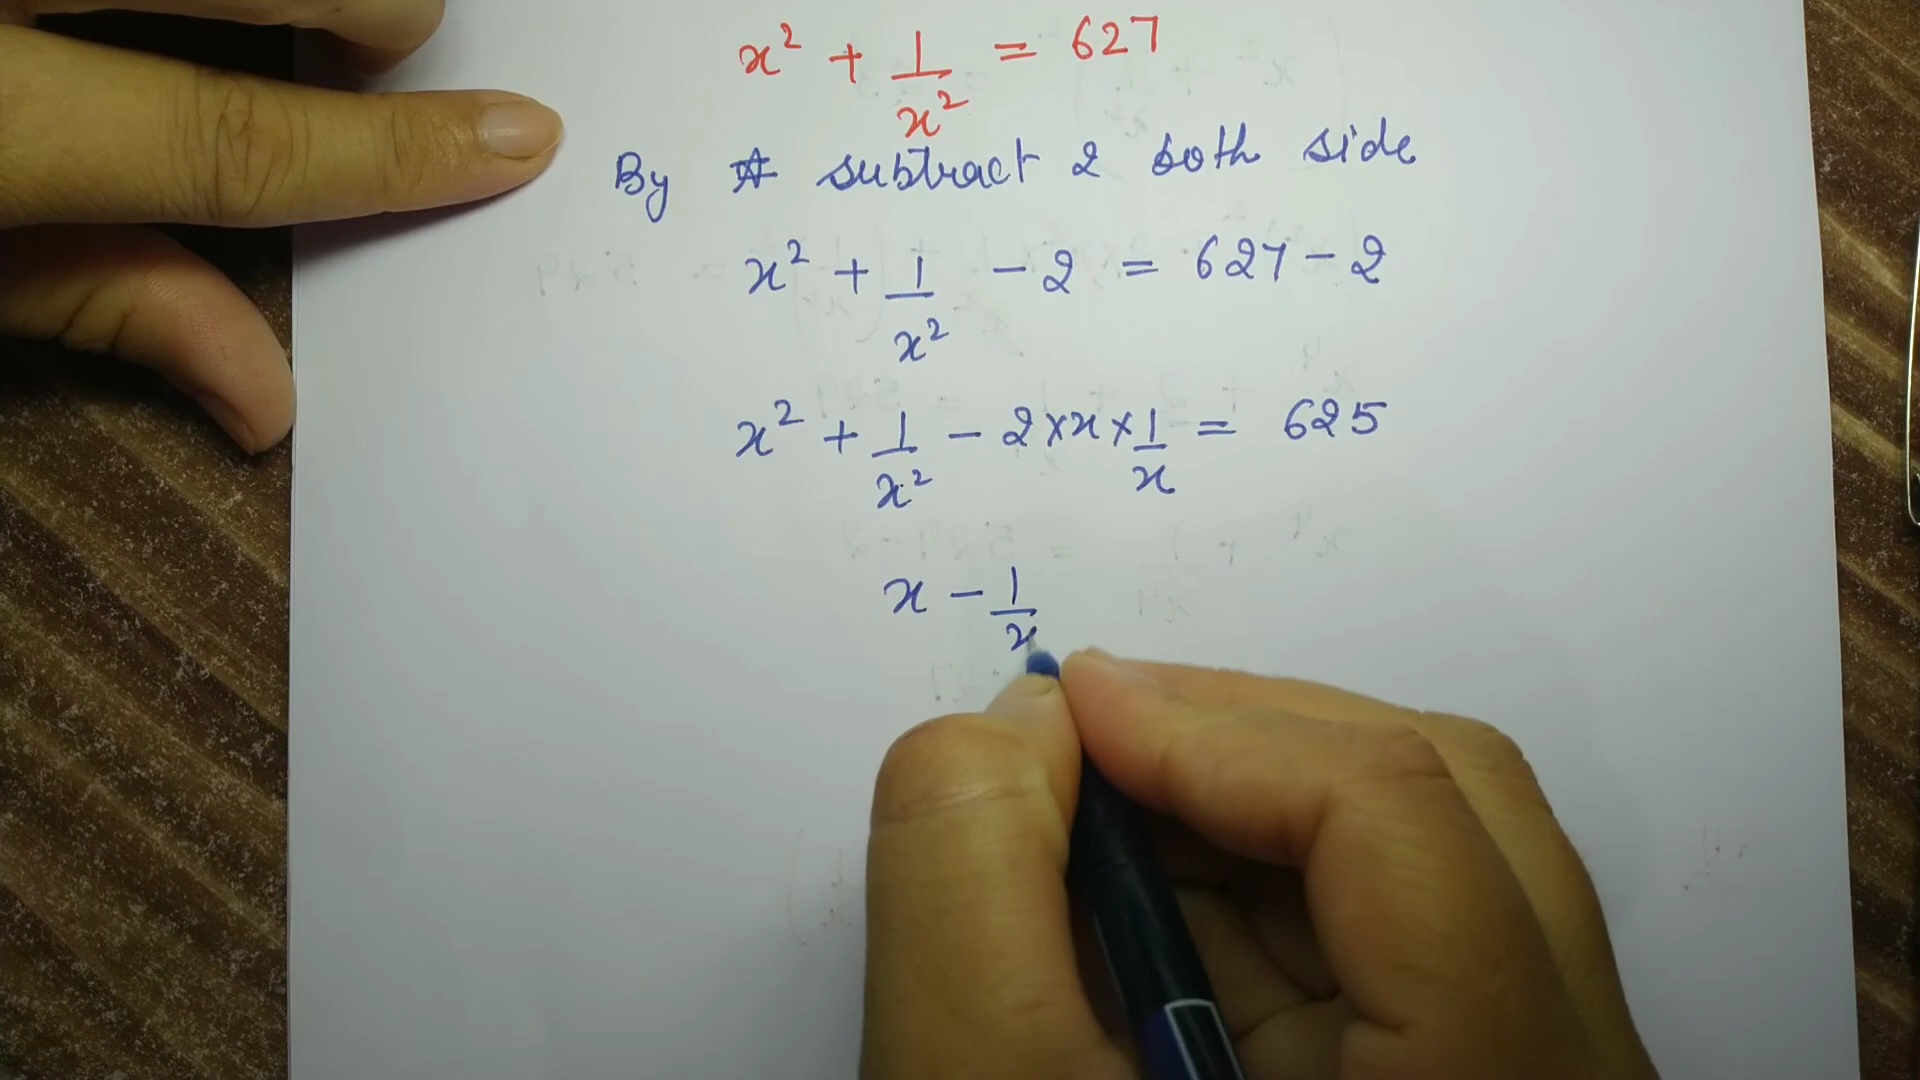 x² + 1/x² = 627
By subtract 2 both side
x² + 1/x² - 2 = 627 - 2
x² + 1/x² - 2 × x × 1/x = 625
x - 1/x